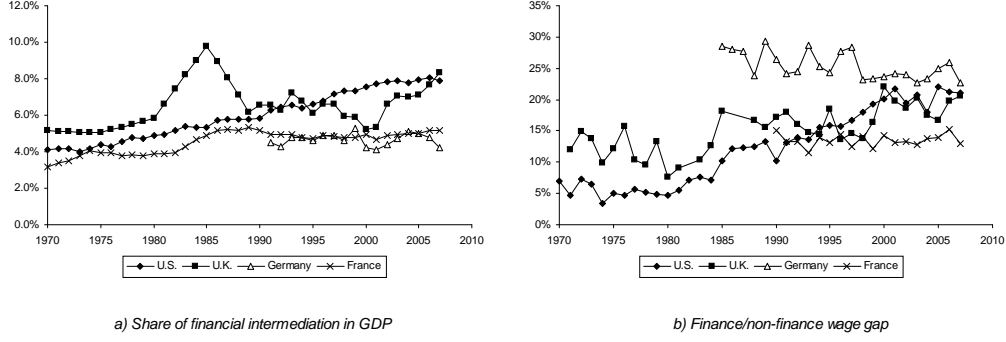 12.0%
10.0%
8.0%
6.0%
4.0%
2.0%
0.0%
1970 1975 1980 1985 1990 1995 2000 2005 2010
U.S. U.K. Germany France
a) Share of financial intermediation in GDP
35%
30%
25%
20%
15%
10%
5%
0%
1970 1975 1980 1985 1990 1995 2000 2005 2010
U.S. U.K. Germany France
b) Finance/non-finance wage gap